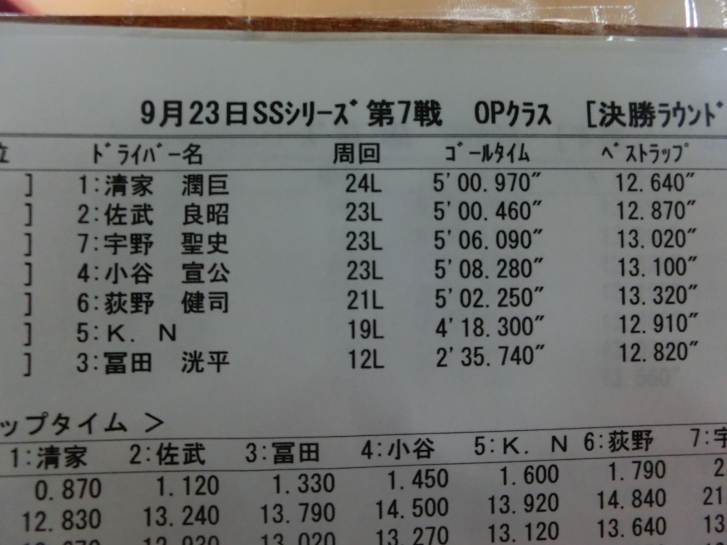 9月23日SSシリーズ 第7戦 OPクラス [決勝ラウンド
位 ドライバー名 周回 ゴールタイム ベストラップ
] 1:清家 潤巨 24L 5'00.970" 12.640"
] 2:佐武 良昭 23L 5'00.460" 12.870"
] 7:宇野 聖史 23L 5'06.090" 13.020"
] 4:小谷 宣公 23L 5'08.280" 13.100"
] 6:荻野 健司 21L 5'02.250" 13.320"
] 5:K.N 19L 4'18.300" 12.910"
] 3:冨田 洸平 12L 2'35.740" 12.820"
ップタイム >
1:清家 2:佐武 3:冨田 4:小谷 5:K.N 6:荻野 7:宇
0.870 1.120 1.330 1.450 1.600 1.790 2.
12.830 13.240 13.790 14.500 13.920 14.840 21
13.020 13.270 13.120 13.640 13